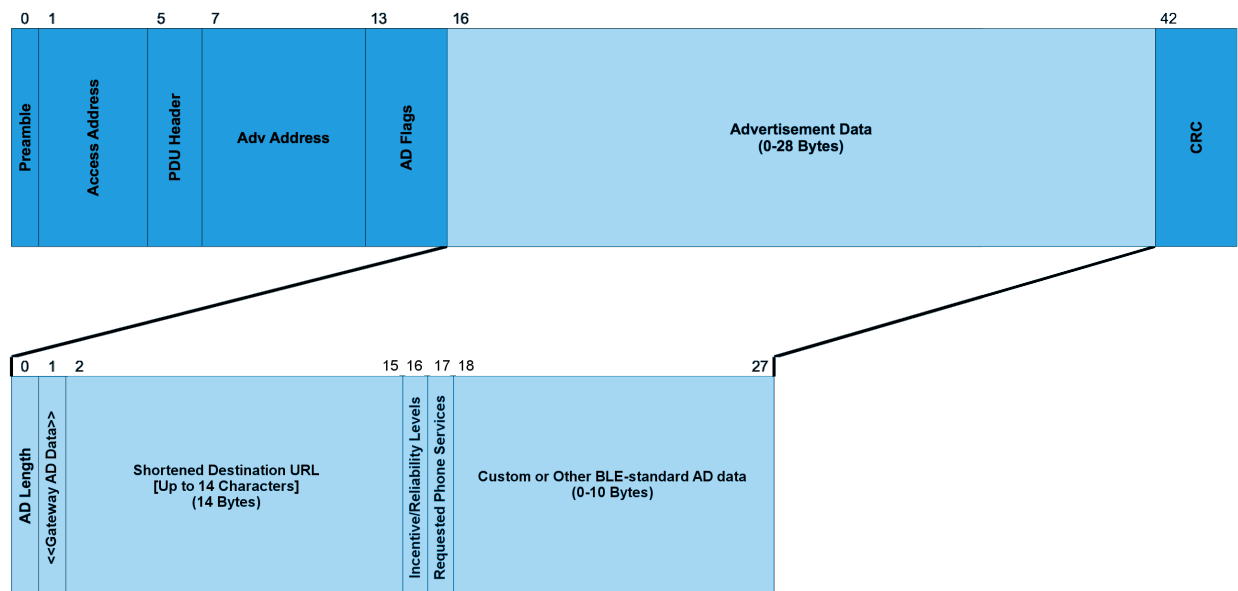 0 1 5 7 13 16 42
Preamble
Access Address
PDU Header
Adv Address
AD Flags
Advertisement Data
(0-28 Bytes)
CRC
0 1 2 15 16 17 18 27
AD Length
<<Gateway AD Data>>
Shortened Destination URL
[Up to 14 Characters]
(14 Bytes)
Incentive/Reliability Levels
Requested Phone Services
Custom or Other BLE-standard AD data
(0-10 Bytes)